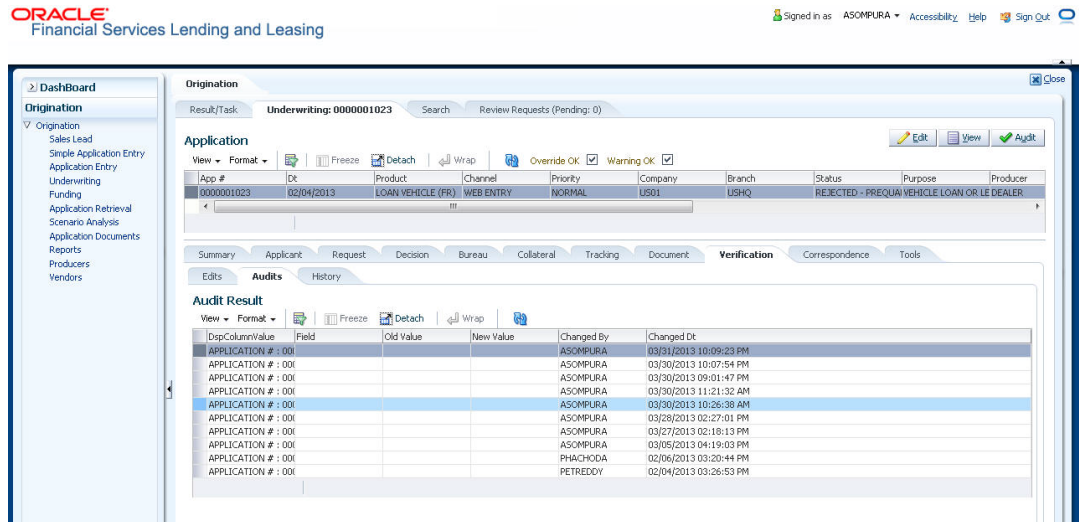 ORACLE
Financial Services Lending and Leasing
Signed in as ASOMPURA Accessibility Help Sign Out
Close
DashBoard
Origination
Origination
Sales Lead
Simple Application Entry
Application Entry
Underwriting
Funding
Application Retrieval
Scenario Analysis
Application Documents
Reports
Producers
Vendors
Origination
Result/Task Underwriting: 0000001023 Search Review Requests (Pending: 0)
Application Edit View Audit
View Format Freeze Detach Wrap Override OK Warning OK
App # Dt Product Channel Priority Company Branch Status Purpose Producer
0000001023 02/04/2013 LOAN VEHICLE (FR) WEB ENTRY NORMAL US01 USHQ REJECTED - PREQUA VEHICLE LOAN OR LE DEALER
Summary Applicant Request Decision Bureau Collateral Tracking Document Verification Correspondence Tools
Edits Audits History
Audit Result
View Format Freeze Detach Wrap
DspColumnValue Field Old Value New Value Changed By Changed Dt
APPLICATION # : 000 ASOMPURA 03/31/2013 10:09:23 PM
APPLICATION # : 000 ASOMPURA 03/30/2013 10:07:54 PM
APPLICATION # : 000 ASOMPURA 03/30/2013 09:01:47 PM
APPLICATION # : 000 ASOMPURA 03/30/2013 11:21:32 AM
APPLICATION # : 000 ASOMPURA 03/30/2013 10:26:38 AM
APPLICATION # : 000 ASOMPURA 03/28/2013 02:27:01 PM
APPLICATION # : 000 ASOMPURA 03/27/2013 02:18:13 PM
APPLICATION # : 000 ASOMPURA 03/05/2013 04:19:03 PM
APPLICATION # : 000 PHACHODA 02/06/2013 03:20:44 PM
APPLICATION # : 000 PETREDDY 02/04/2013 03:26:53 PM